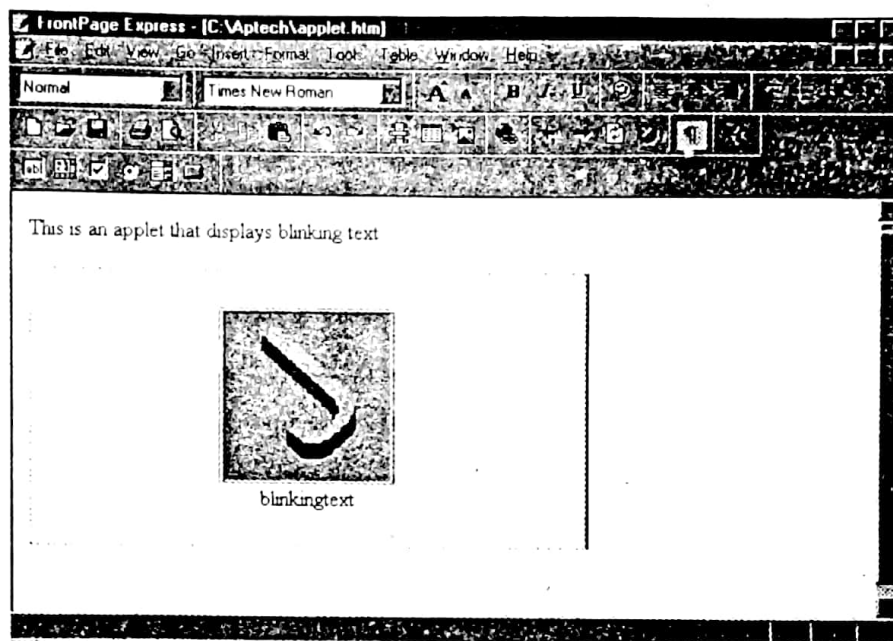 FrontPage Express - [C:\Aptech\applet.htm]
File Edit View Go Insert Format Tools Table Window Help
Normal Times New Roman A A B I U
abl
This is an applet that displays blinking text
blinkingtext